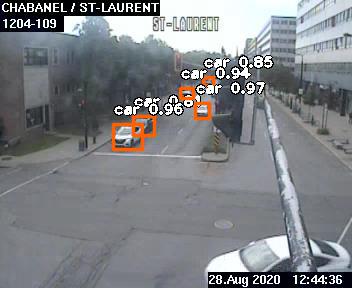 CHABANEL / ST-LAURENT
1204-109
ST-LAURENT
car 0.85
car 0.94
car 0.97
car 0.96
28.Aug 2020 12:44:36